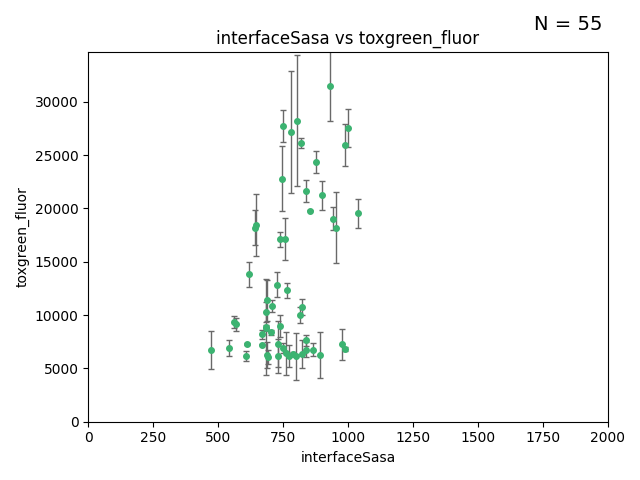 N = 55
interfaceSasa vs toxgreen_fluor
30000
25000
20000
15000
10000
5000
0
toxgreen_fluor
0 250 500 750 1000 1250 1500 1750 2000
interfaceSasa